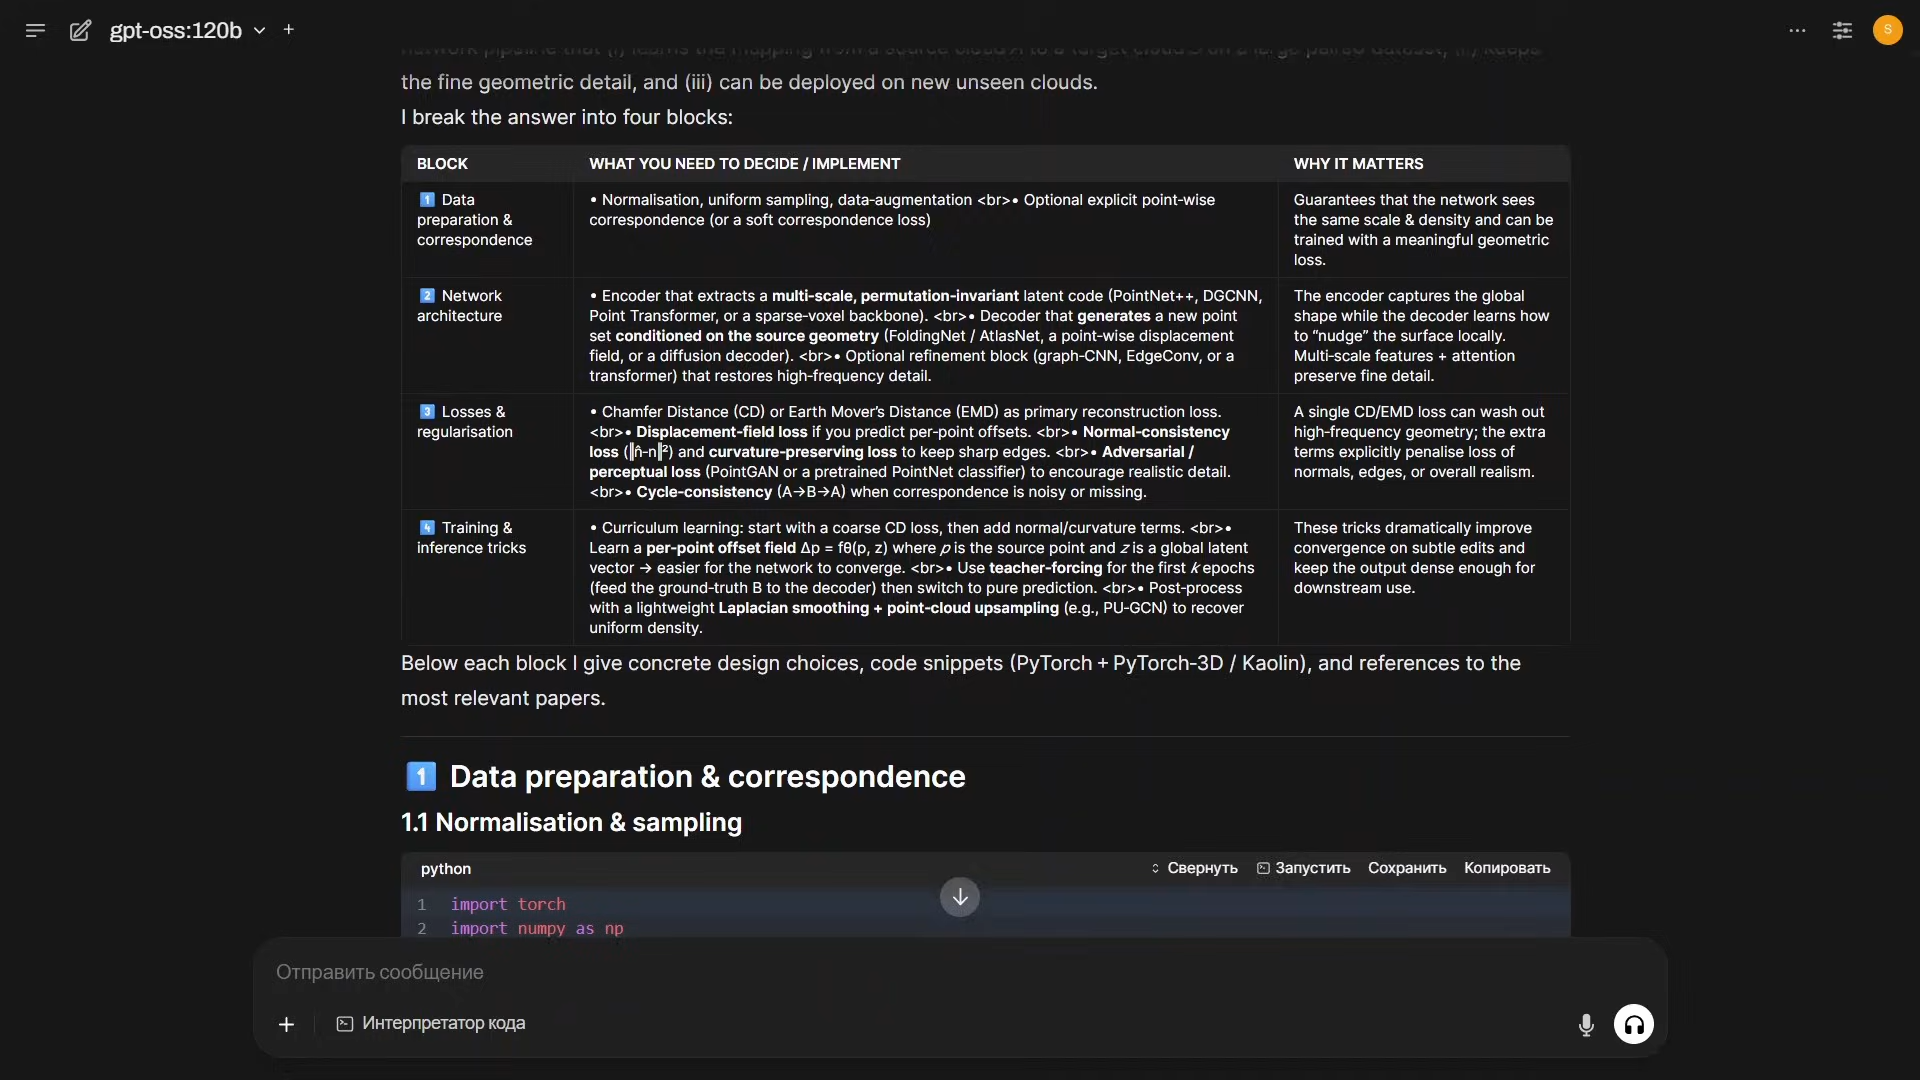 gpt-oss:120b
S
network pipeline that (i) learns the mapping from a source cloud A to a target cloud B on a large paired dataset, (ii) keeps
the fine geometric detail, and (iii) can be deployed on new unseen clouds.
I break the answer into four blocks:
BLOCK WHAT YOU NEED TO DECIDE / IMPLEMENT WHY IT MATTERS
1 Data
preparation &
correspondence
• Normalisation, uniform sampling, data-augmentation <br>• Optional explicit point-wise
correspondence (or a soft correspondence loss)
Guarantees that the network sees
the same scale & density and can be
trained with a meaningful geometric
loss.
2 Network
architecture
• Encoder that extracts a multi-scale, permutation-invariant latent code (PointNet++, DGCNN,
Point Transformer, or a sparse-voxel backbone). <br>• Decoder that generates a new point
set conditioned on the source geometry (FoldingNet / AtlasNet, a point-wise displacement
field, or a diffusion decoder). <br>• Optional refinement block (graph-CNN, EdgeConv, or a
transformer) that restores high-frequency detail.
The encoder captures the global
shape while the decoder learns how
to “nudge” the surface locally.
Multi-scale features + attention
preserve fine detail.
3 Losses &
regularisation
• Chamfer Distance (CD) or Earth Mover’s Distance (EMD) as primary reconstruction loss.
<br>• Displacement-field loss if you predict per-point offsets. <br>• Normal-consistency
loss (‖n̂-n‖²) and curvature-preserving loss to keep sharp edges. <br>• Adversarial /
perceptual loss (PointGAN or a pretrained PointNet classifier) to encourage realistic detail.
<br>• Cycle-consistency (A→B→A) when correspondence is noisy or missing.
A single CD/EMD loss can wash out
high-frequency geometry; the extra
terms explicitly penalise loss of
normals, edges, or overall realism.
4 Training &
inference tricks
• Curriculum learning: start with a coarse CD loss, then add normal/curvature terms. <br>•
Learn a per-point offset field Δp = fθ(p, z) where p is the source point and z is a global latent
vector → easier for the network to converge. <br>• Use teacher-forcing for the first k epochs
(feed the ground-truth B to the decoder) then switch to pure prediction. <br>• Post-process
with a lightweight Laplacian smoothing + point-cloud upsampling (e.g., PU-GCN) to recover
uniform density.
These tricks dramatically improve
convergence on subtle edits and
keep the output dense enough for
downstream use.
Below each block I give concrete design choices, code snippets (PyTorch + PyTorch-3D / Kaolin), and references to the
most relevant papers.
1 Data preparation & correspondence
1.1 Normalisation & sampling
python Свернуть Запустить Сохранить Копировать
1 import torch
2 import numpy as np
Отправить сообщение
Интерпретатор кода